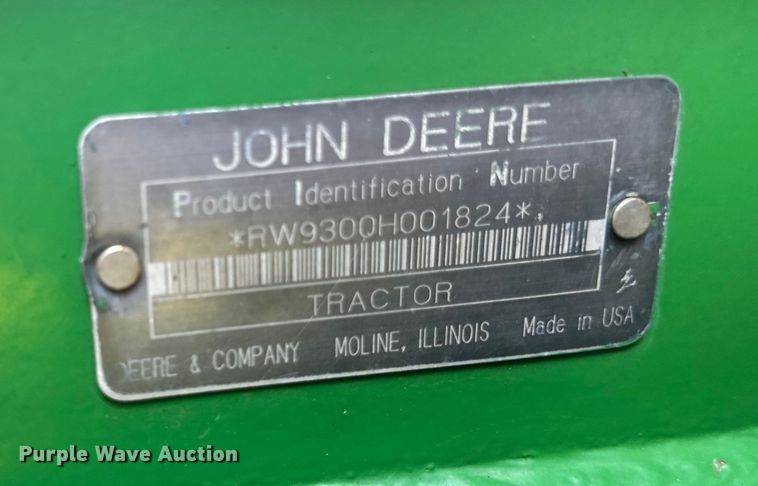 JOHN DEERE
Product Identification Number
*RW9300H001824*
TRACTOR
DEERE & COMPANY MOLINE, ILLINOIS Made in USA
Purple Wave Auction